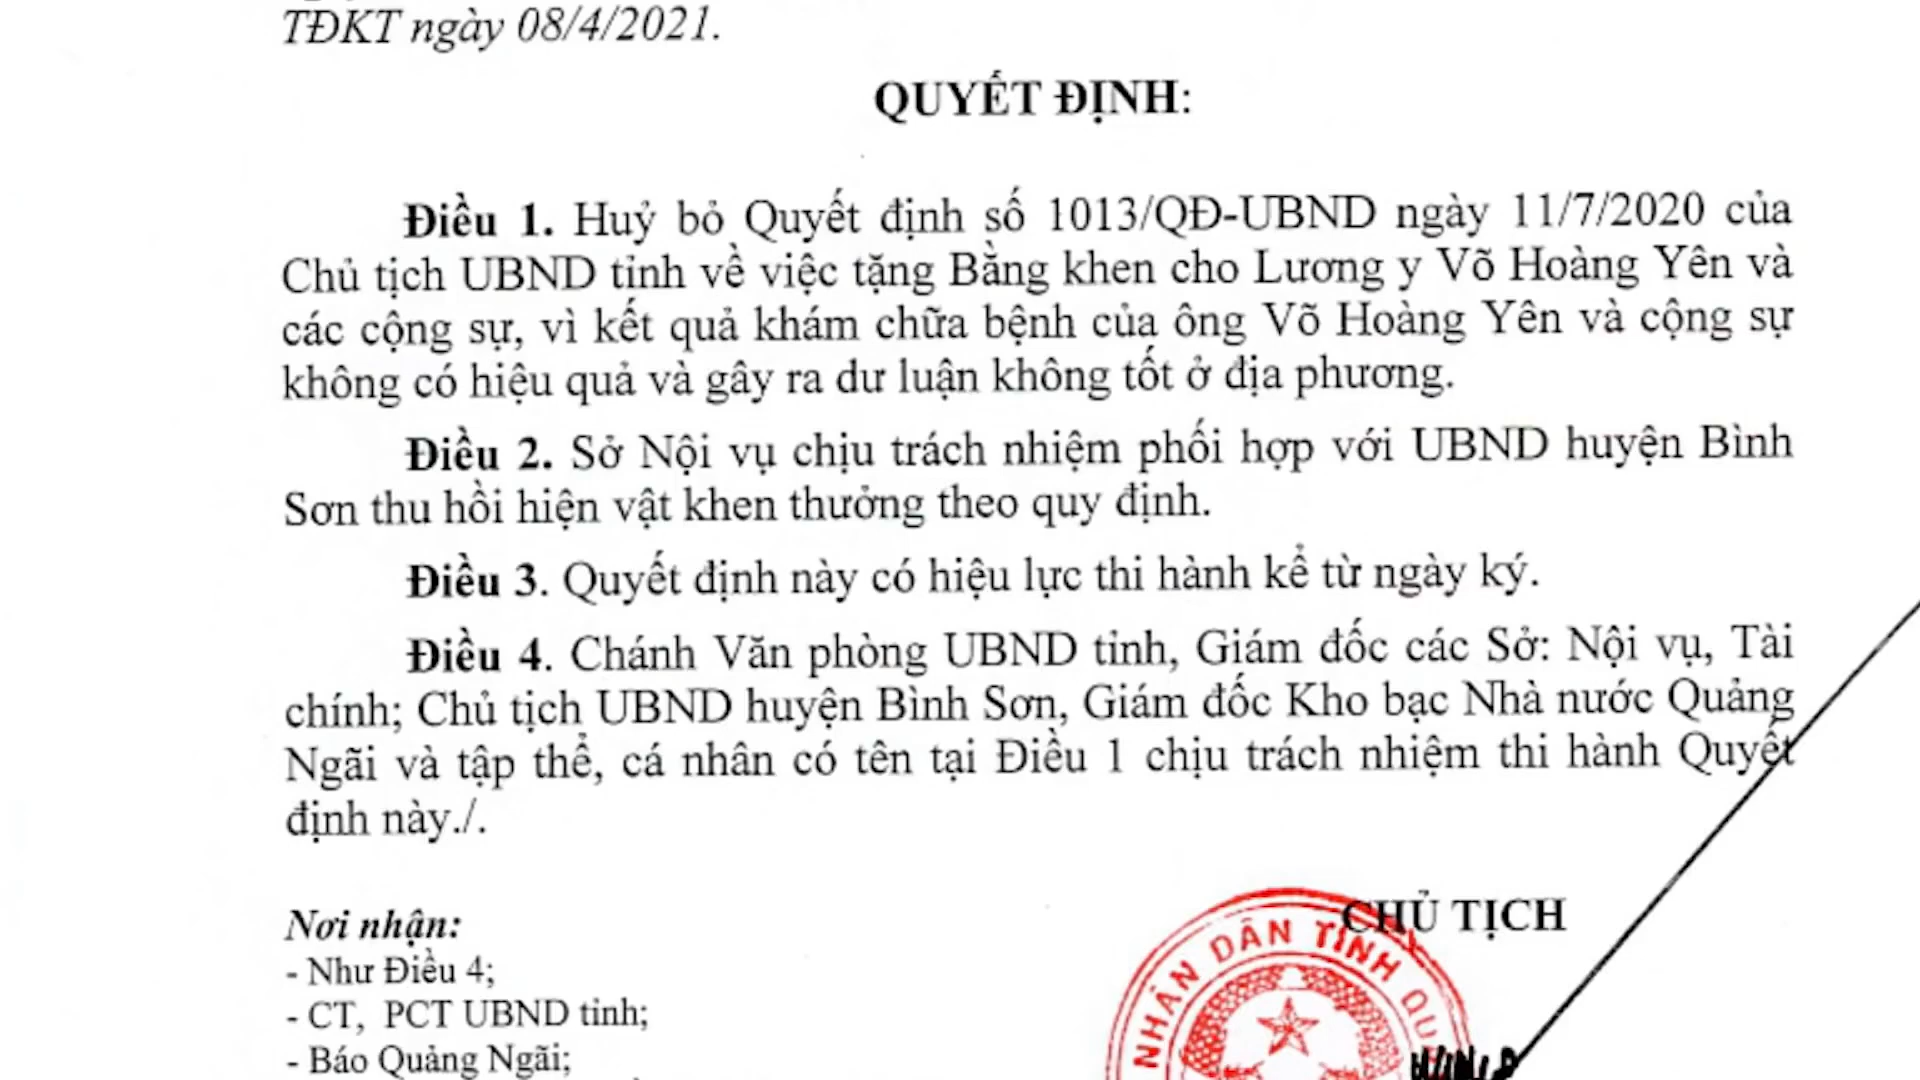 TĐKT ngày 08/4/2021.
QUYẾT ĐỊNH:
Điều 1. Huỷ bỏ Quyết định số 1013/QĐ-UBND ngày 11/7/2020 của
Chủ tịch UBND tỉnh về việc tặng Bằng khen cho Lương y Võ Hoàng Yên và
các cộng sự, vì kết quả khám chữa bệnh của ông Võ Hoàng Yên và cộng sự
không có hiệu quả và gây ra dư luận không tốt ở địa phương.
Điều 2. Sở Nội vụ chịu trách nhiệm phối hợp với UBND huyện Bình
Sơn thu hồi hiện vật khen thưởng theo quy định.
Điều 3. Quyết định này có hiệu lực thi hành kể từ ngày ký.
Điều 4. Chánh Văn phòng UBND tỉnh, Giám đốc các Sở: Nội vụ, Tài
chính; Chủ tịch UBND huyện Bình Sơn, Giám đốc Kho bạc Nhà nước Quảng
Ngãi và tập thể, cá nhân có tên tại Điều 1 chịu trách nhiệm thi hành Quyết
định này./.
CHỦ TỊCH
NHÂN DÂN TỈNH
Nơi nhận:
- Như Điều 4;
- CT, PCT UBND tỉnh;
- Báo Quảng Ngãi;